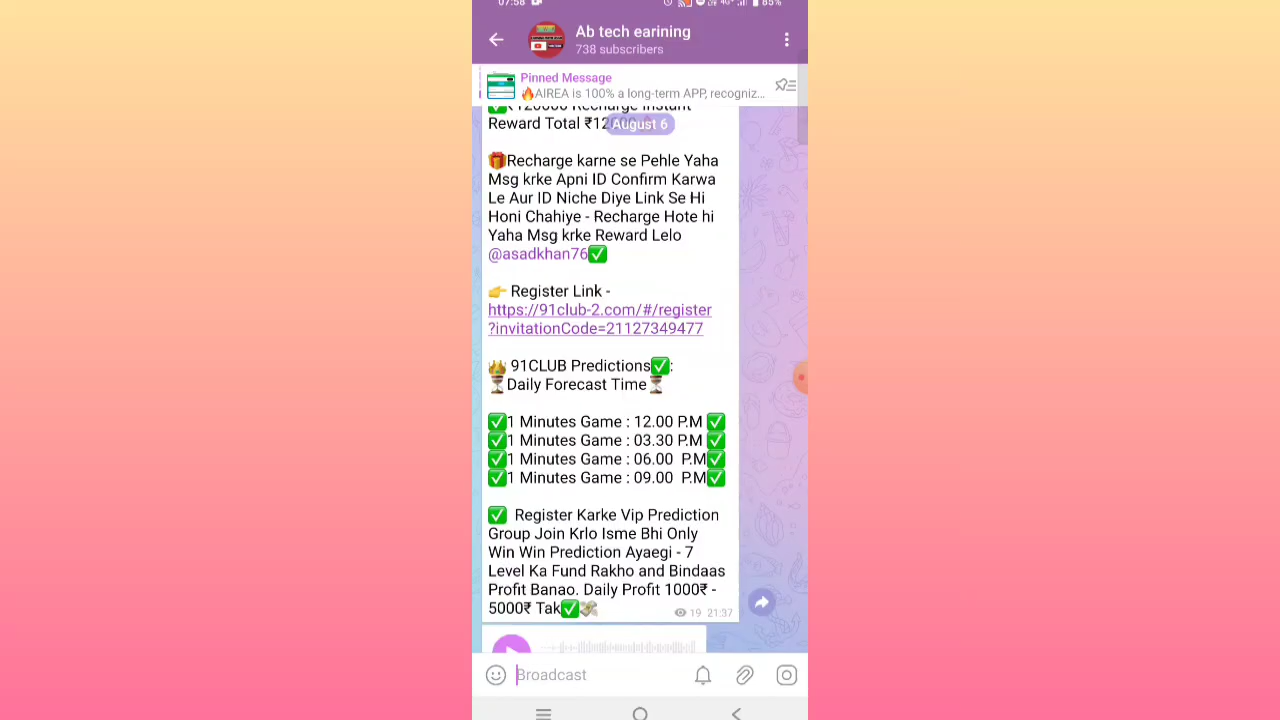 07:58
4G+
85%
Ab tech earining
738 subscribers
Pinned Message
🔥AIREA is 100% a long-term APP, recogniz...
✅₹120000 Recharge Instant
Reward Total ₹12
August 6
🎁Recharge karne se Pehle Yaha
Msg krke Apni ID Confirm Karwa
Le Aur ID Niche Diye Link Se Hi
Honi Chahiye - Recharge Hote hi
Yaha Msg krke Reward Lelo
@asadkhan76✅
👉 Register Link -
https://91club-2.com/#/register
?invitationCode=21127349477
👑 91CLUB Predictions✅:
⏳Daily Forecast Time⏳
✅1 Minutes Game : 12.00 P.M ✅
✅1 Minutes Game : 03.30 P.M ✅
✅1 Minutes Game : 06.00 P.M✅
✅1 Minutes Game : 09.00 P.M✅
✅ Register Karke Vip Prediction
Group Join Krlo Isme Bhi Only
Win Win Prediction Ayaegi - 7
Level Ka Fund Rakho and Bindaas
Profit Banao. Daily Profit 1000₹ -
5000₹ Tak✅💸
19 21:37
Broadcast